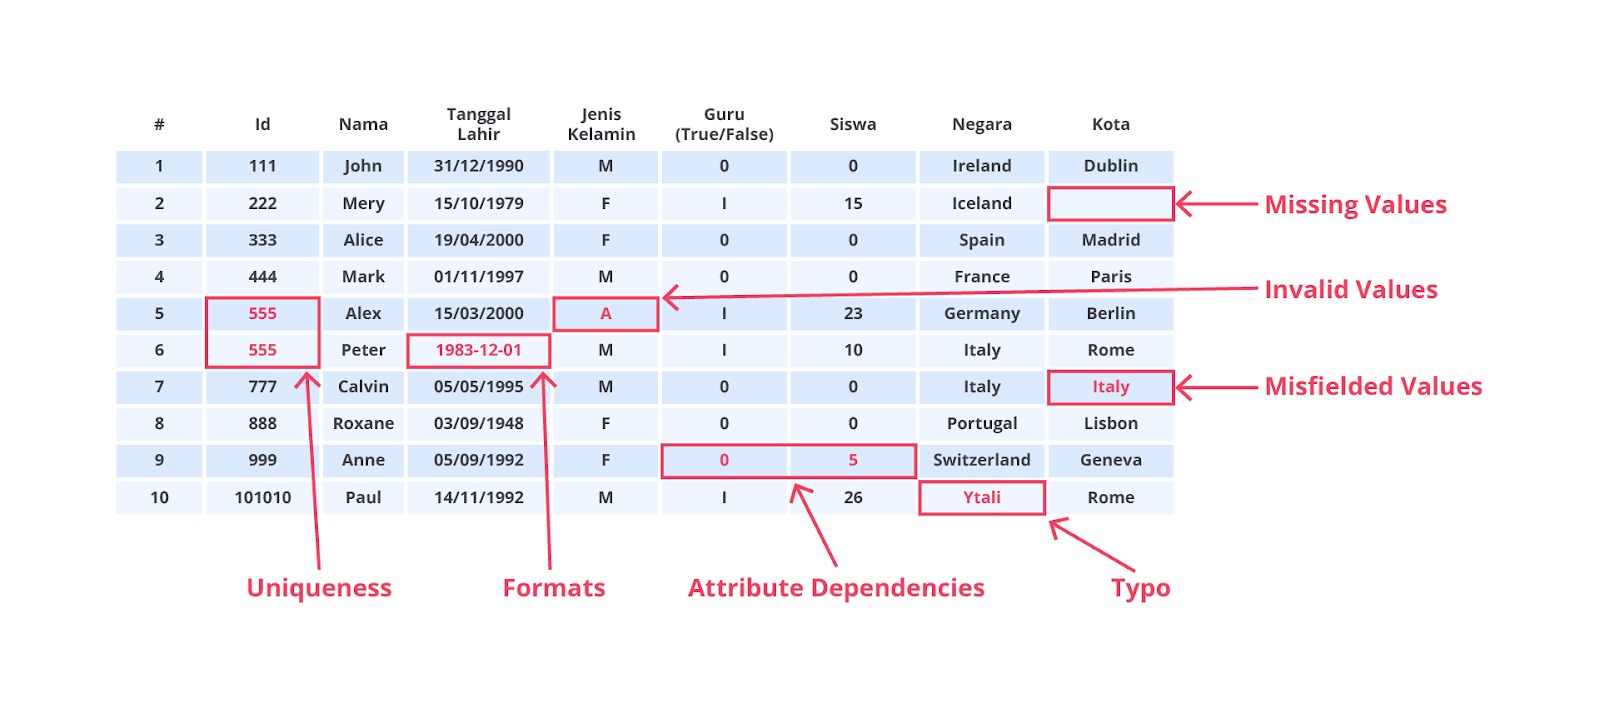 # Id Nama Tanggal Lahir Jenis Kelamin Guru (True/False) Siswa Negara Kota
1 111 John 31/12/1990 M 0 0 Ireland Dublin
2 222 Mery 15/10/1979 F I 15 Iceland
Missing Values
3 333 Alice 19/04/2000 F 0 0 Spain Madrid
4 444 Mark 01/11/1997 M 0 0 France Paris
Invalid Values
5 555 Alex 15/03/2000 A I 23 Germany Berlin
6 555 Peter 1983-12-01 M I 10 Italy Rome
7 777 Calvin 05/05/1995 M 0 0 Italy Italy
Misfielded Values
8 888 Roxane 03/09/1948 F 0 0 Portugal Lisbon
9 999 Anne 05/09/1992 F 0 5 Switzerland Geneva
10 101010 Paul 14/11/1992 M I 26 Ytali Rome
Uniqueness Formats Attribute Dependencies Typo